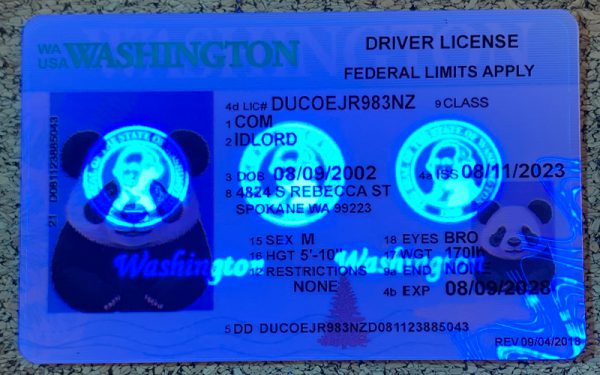 WA USA WASHINGTON
DRIVER LICENSE
FEDERAL LIMITS APPLY
4d LIC# DUCOEJR983NZ 9 CLASS
1 COM
2 IDLORD
3 DOB 08/09/2002 4a ISS 08/11/2023
8 4824 S REBECCA ST
SPOKANE WA 99223
15 SEX M 18 EYES BRO
16 HGT 5'-10" 17 WGT 170lb
12 RESTRICTIONS 9a END NONE
NONE 4b EXP 08/09/2028
Washington Washington
5 DD DUCOEJR983NZD081123885043
REV 09/04/2018
21 DOB1123885043